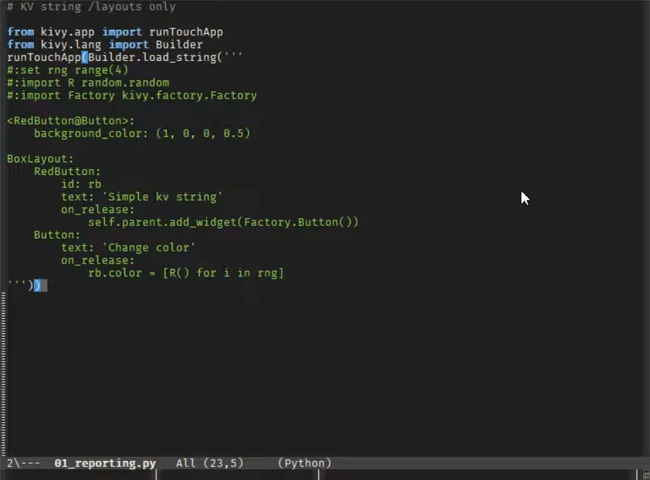 # KV string /layouts only
from kivy.app import runTouchApp
from kivy.lang import Builder
runTouchApp(Builder.load_string('''
#:set rng range(4)
#:import R random.random
#:import Factory kivy.factory.Factory
<RedButton@Button>:
    background_color: (1, 0, 0, 0.5)
BoxLayout:
    RedButton:
        id: rb
        text: 'Simple kv string'
        on_release:
            self.parent.add_widget(Factory.Button())
    Button:
        text: 'Change color'
        on_release:
            rb.color = [R() for i in rng]
'''))
2\--- 01_reporting.py All (23,5) (Python)